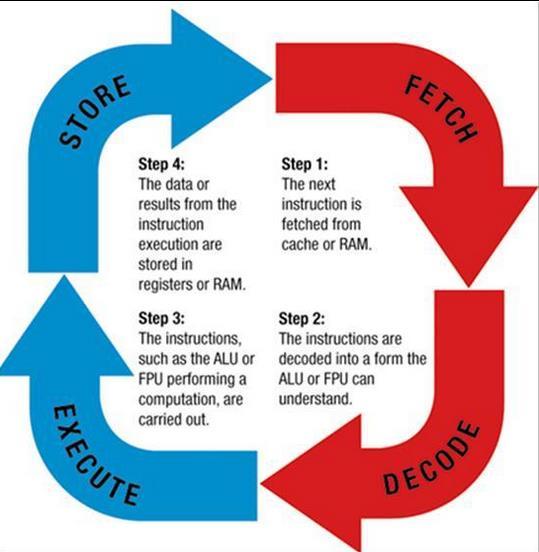 STORE
FETCH
Step 4:
The data or
results from the
instruction
execution are
stored in
registers or RAM.
Step 1:
The next
instruction is
fetched from
cache or RAM.
Step 3:
The instructions,
such as the ALU or
FPU performing a
computation, are
carried out.
Step 2:
The instructions are
decoded into a form the
ALU or FPU can
understand.
EXECUTE
DECODE